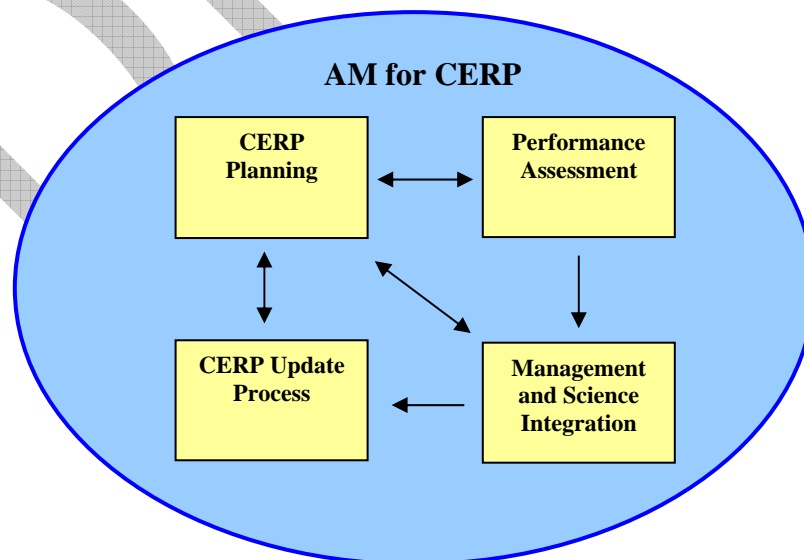 AM for CERP
CERP
Planning
Performance
Assessment
CERP Update
Process
Management
and Science
Integration